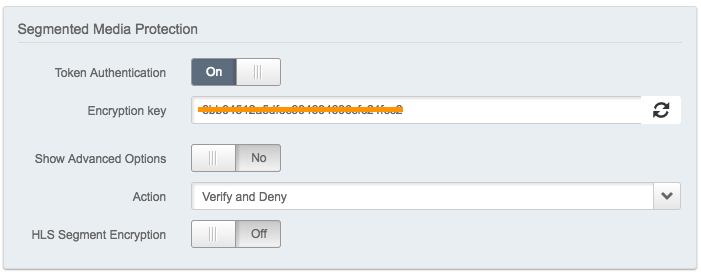 Segmented Media Protection
Token Authentication On
Encryption key
Show Advanced Options No
Action Verify and Deny
HLS Segment Encryption Off